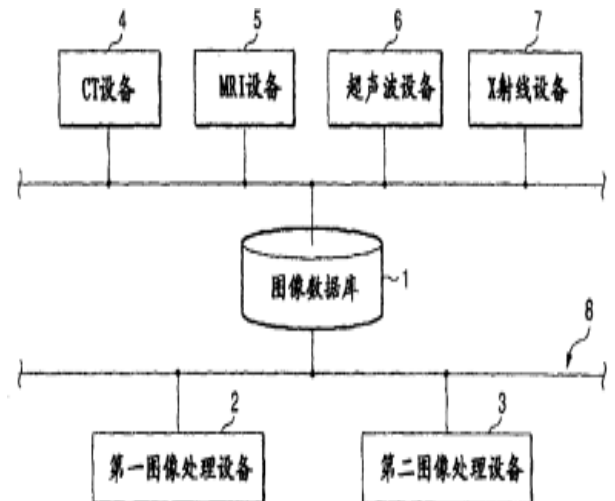 4 5 6 7
CT设备 MRI设备 超声波设备 X射线设备
图像数据库 1
8
2 3
第一图像处理设备 第二图像处理设备